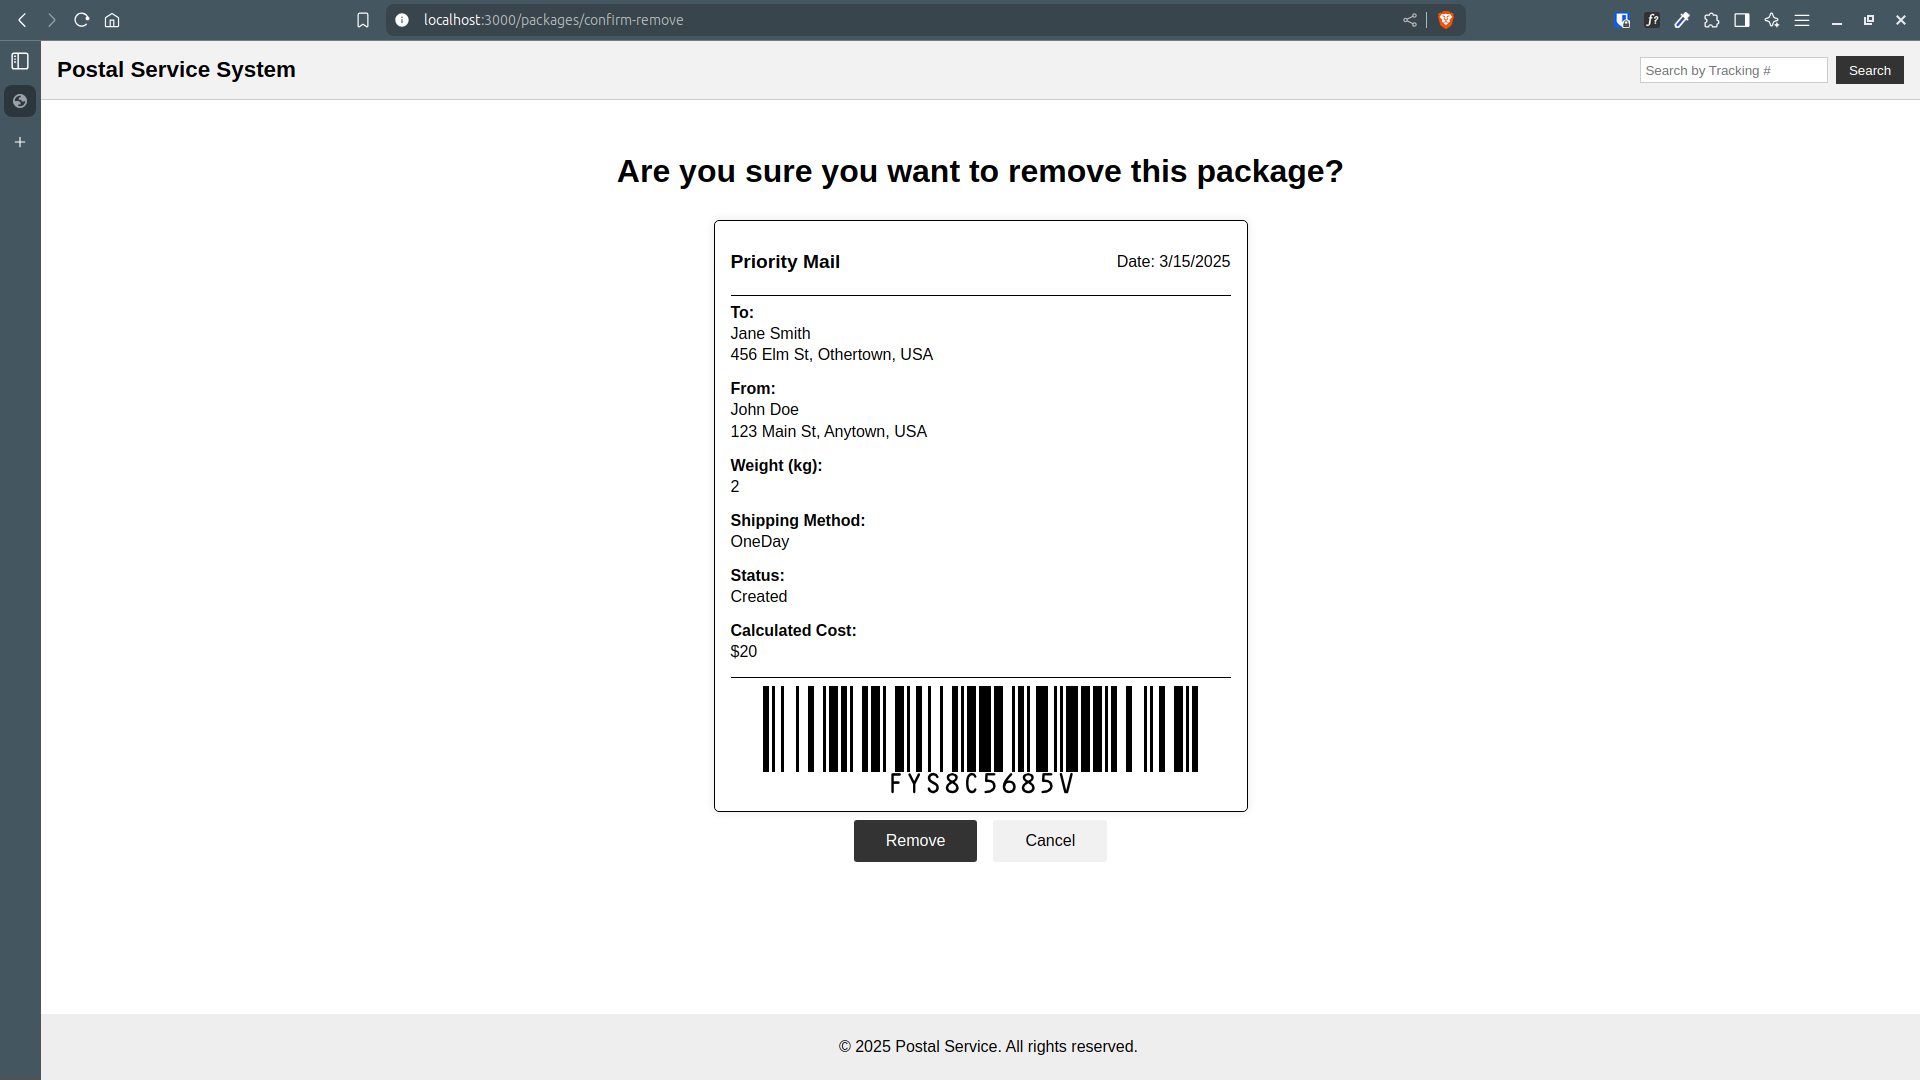 localhost:3000/packages/confirm-remove
f?
Postal Service System
Search by Tracking #
Search
Are you sure you want to remove this package?
Priority Mail
Date: 3/15/2025
To:
Jane Smith
456 Elm St, Othertown, USA
From:
John Doe
123 Main St, Anytown, USA
Weight (kg):
2
Shipping Method:
OneDay
Status:
Created
Calculated Cost:
$20
FYS8C5685V
Remove
Cancel
© 2025 Postal Service. All rights reserved.